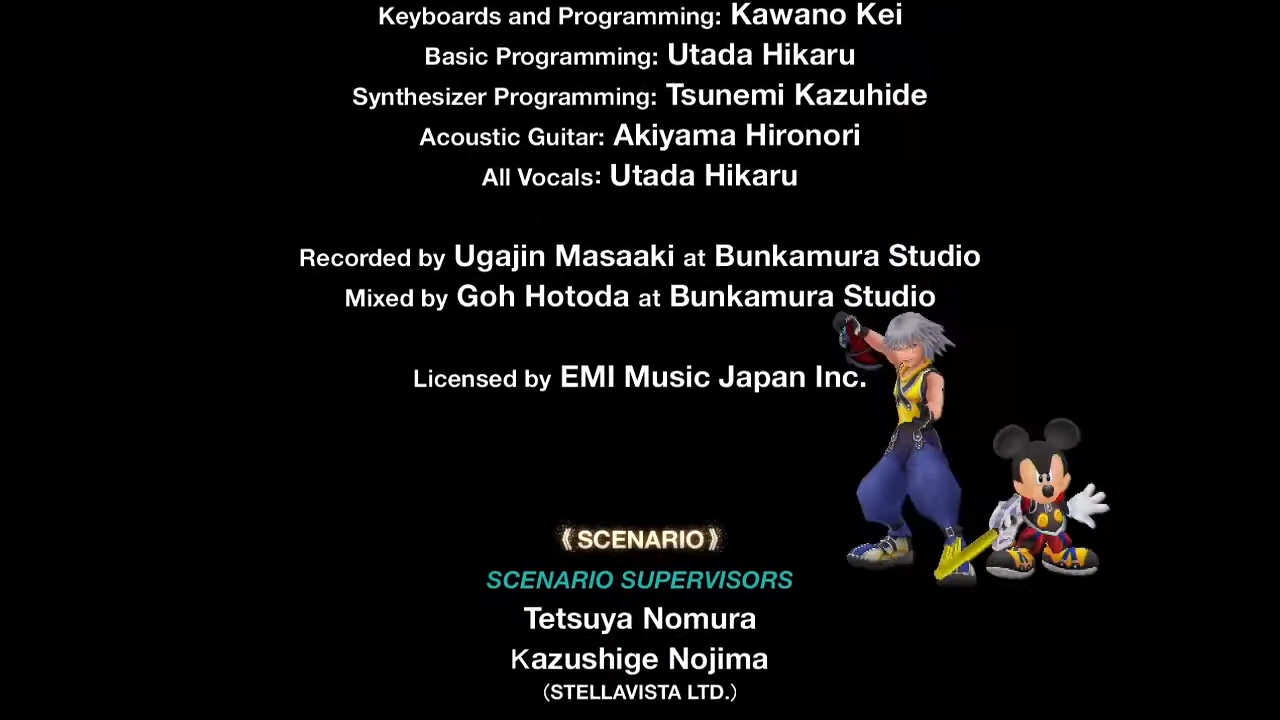 Keyboards and Programming: Kawano Kei
Basic Programming: Utada Hikaru
Synthesizer Programming: Tsunemi Kazuhide
Acoustic Guitar: Akiyama Hironori
All Vocals: Utada Hikaru
Recorded by Ugajin Masaaki at Bunkamura Studio
Mixed by Goh Hotoda at Bunkamura Studio
Licensed by EMI Music Japan Inc.
《SCENARIO》
SCENARIO SUPERVISORS
Tetsuya Nomura
Kazushige Nojima
(STELLAVISTA LTD.)